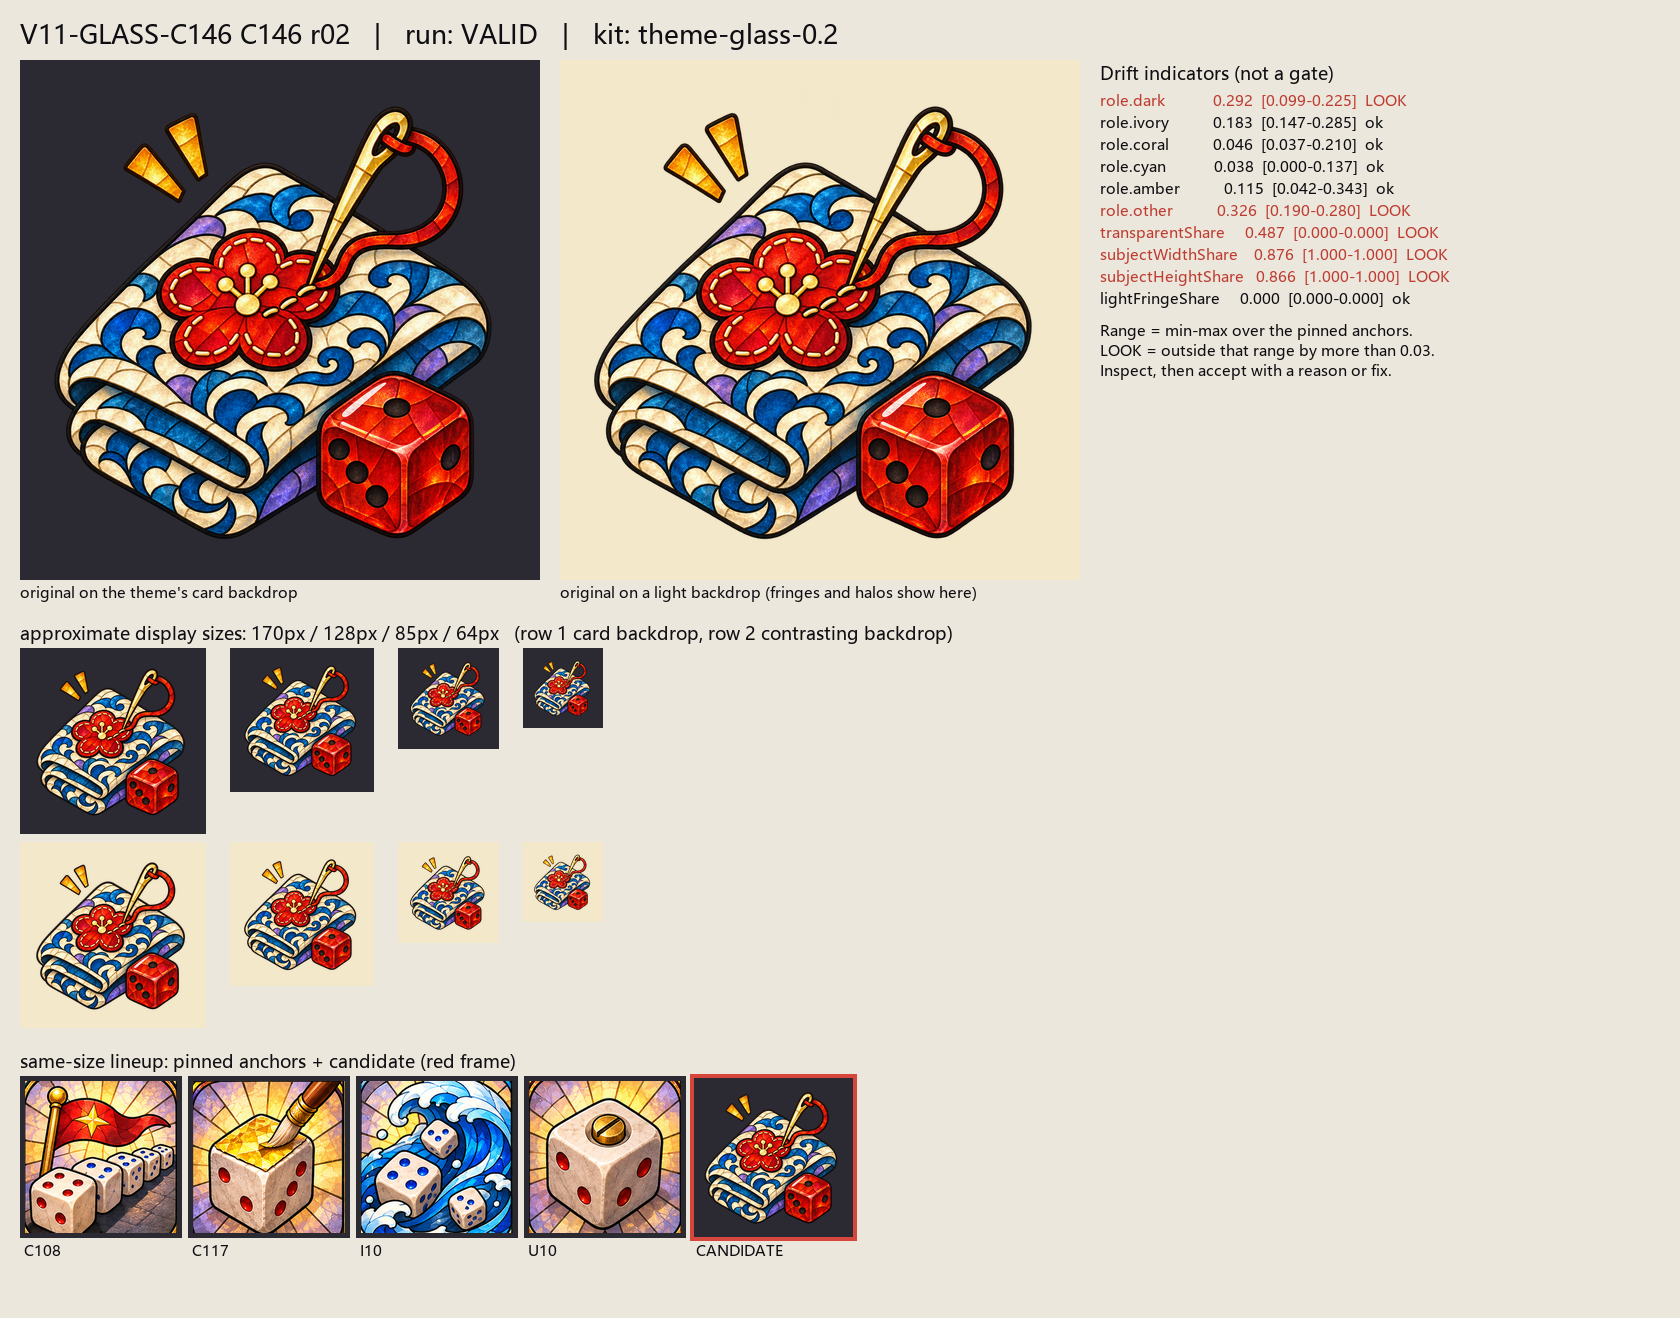 V11-GLASS-C146 C146 r02   |   run: VALID   |   kit: theme-glass-0.2
Drift indicators (not a gate)
role.dark 0.292 [0.099-0.225] LOOK
role.ivory 0.183 [0.147-0.285] ok
role.coral 0.046 [0.037-0.210] ok
role.cyan 0.038 [0.000-0.137] ok
role.amber 0.115 [0.042-0.343] ok
role.other 0.326 [0.190-0.280] LOOK
transparentShare 0.487 [0.000-0.000] LOOK
subjectWidthShare 0.876 [1.000-1.000] LOOK
subjectHeightShare 0.866 [1.000-1.000] LOOK
lightFringeShare 0.000 [0.000-0.000] ok
Range = min-max over the pinned anchors.
LOOK = outside that range by more than 0.03.
Inspect, then accept with a reason or fix.
original on the theme's card backdrop
original on a light backdrop (fringes and halos show here)
approximate display sizes: 170px / 128px / 85px / 64px   (row 1 card backdrop, row 2 contrasting backdrop)
same-size lineup: pinned anchors + candidate (red frame)
C108
C117
I10
U10
CANDIDATE